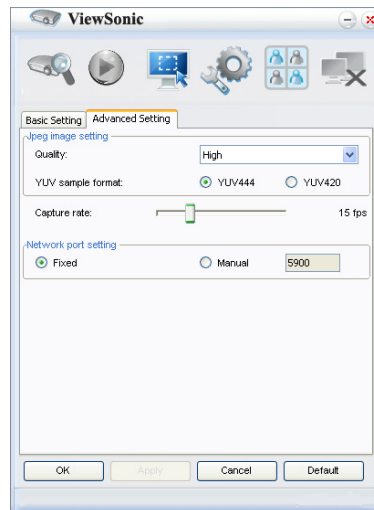 ViewSonic
Basic Setting Advanced Setting
Jpeg image setting
Quality: High
YUV sample format: YUV444 YUV420
Capture rate: 15 fps
Network port setting
Fixed Manual 5900
OK Apply Cancel Default